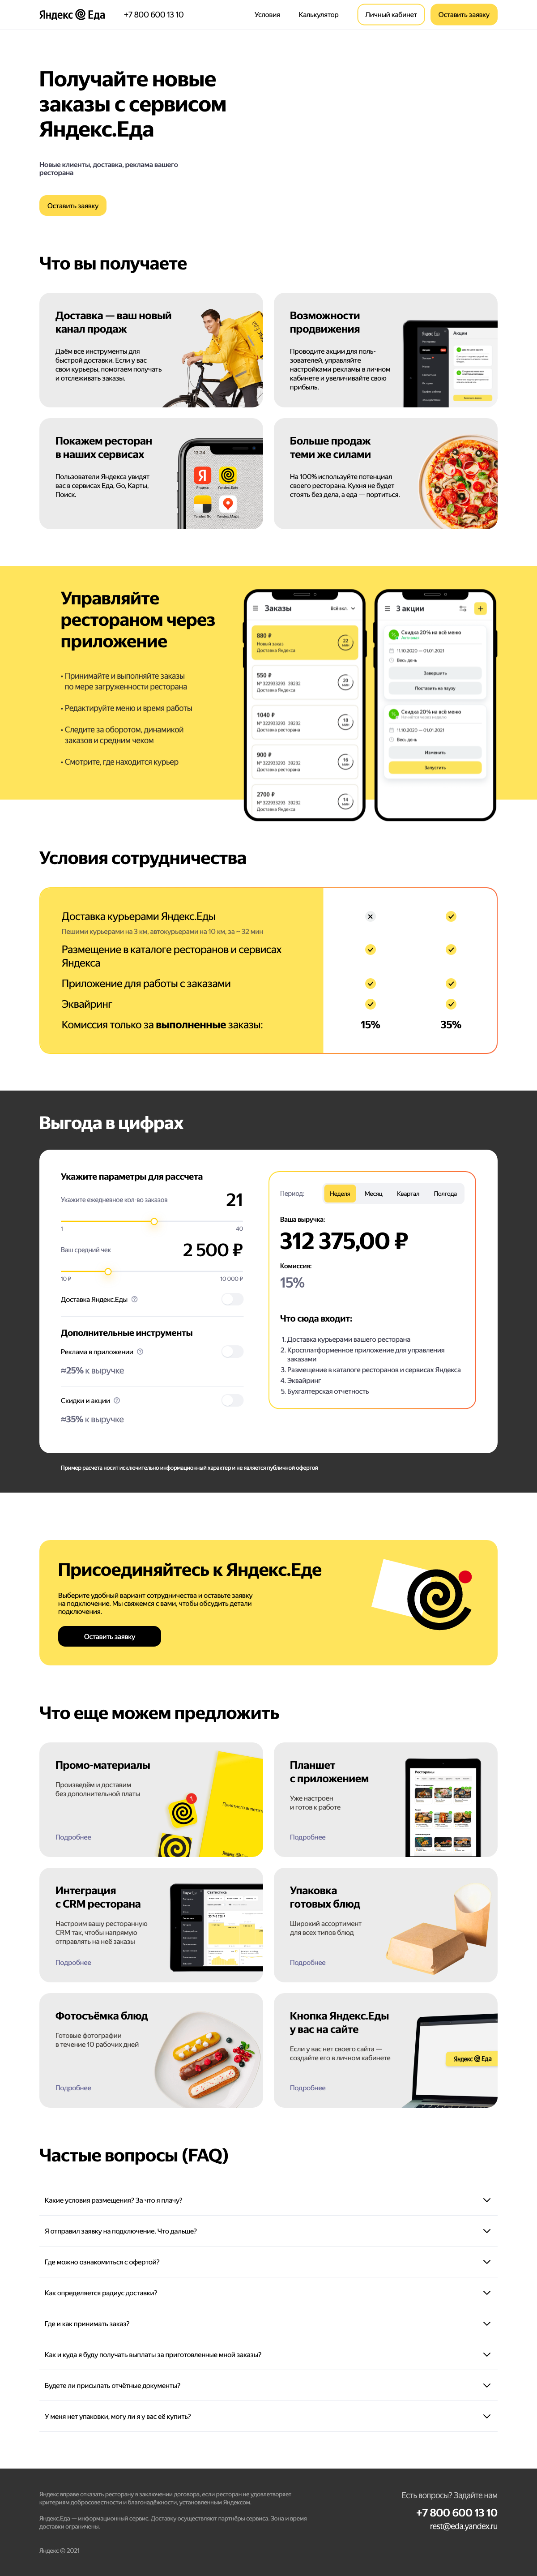 Яндекс Еда
+7 800 600 13 10
Условия
Калькулятор
Личный кабинет
Оставить заявку
Получайте новые
заказы с сервисом
Яндекс.Еда
Новые клиенты, доставка, реклама вашего
ресторана
Оставить заявку
Что вы получаете
Доставка — ваш новый
канал продаж
Даём все инструменты для
быстрой доставки. Если у вас
свои курьеры, помогаем получать
и отслеживать заказы.
Возможности
продвижения
Проводите акции для поль-
зователей, управляйте
настройками рекламы в личном
кабинете и увеличивайте свою
прибыль.
Акции
Покажем ресторан
в наших сервисах
Пользователи Яндекса увидят
вас в сервисах Еда, Go, Карты,
Поиск.
Больше продаж
теми же силами
На 100% используйте потенциал
своего ресторана. Кухня не будет
стоять без дела, а еда — портиться.
Управляйте
рестораном через
приложение
• Принимайте и выполняйте заказы
по мере загруженности ресторана
• Редактируйте меню и время работы
• Следите за оборотом, динамикой
заказов и средним чеком
• Смотрите, где находится курьер
Заказы
Всё вкл.
880 ₽
Новый заказ
Доставка Яндекса
22
550 ₽
№ 322933293 39232
Доставка Яндекса
20
1040 ₽
№ 322933293 39232
Доставка ресторана
18
900 ₽
№ 322933293 39232
Доставка ресторана
16
2700 ₽
№ 322933293 39232
Доставка Яндекса
14
3 акции
Скидка 20% на всё меню
Активная
11.10.2020 — 01.01.2021
Весь день
Завершить
Поставить на паузу
Скидка 20% на всё меню
11.10.2020 — 01.01.2021
Весь день
Изменить
Запустить
Условия сотрудничества
Доставка курьерами Яндекс.Еды
Пешими курьерами на 3 км, автокурьерами на 10 км, за ~ 32 мин
Размещение в каталоге ресторанов и сервисах
Яндекса
Приложение для работы с заказами
Эквайринг
Комиссия только за выполненные заказы:
15%
35%
Выгода в цифрах
Укажите параметры для рассчета
Укажите ежедневное кол-во заказов
21
1
40
Ваш средний чек
2 500 ₽
10 ₽
10 000 ₽
Доставка Яндекс.Еды
Дополнительные инструменты
Реклама в приложении
≈25% к выручке
Скидки и акции
≈35% к выручке
Период:
Неделя
Месяц
Квартал
Полгода
Ваша выручка:
312 375,00 ₽
Комиссия:
15%
Что сюда входит:
1. Доставка курьерами вашего ресторана
2. Кросплатформенное приложение для управления
заказами
3. Размещение в каталоге ресторанов и сервисах Яндекса
4. Эквайринг
5. Бухгалтерская отчетность
Пример расчета носит исключительно информационный характер и не является публичной офертой
Присоединяйтесь к Яндекс.Еде
Выберите удобный вариант сотрудничества и оставьте заявку
на подключение. Мы свяжемся с вами, чтобы обсудить детали
подключения.
Оставить заявку
Что еще можем предложить
Промо-материалы
Произведём и доставим
без дополнительной платы
Подробнее
Планшет
с приложением
Уже настроен
и готов к работе
Подробнее
Рестораны
Интеграция
с CRM ресторана
Настроим вашу ресторанную
CRM так, чтобы напрямую
отправлять на неё заказы
Подробнее
Упаковка
готовых блюд
Широкий ассортимент
для всех типов блюд
Подробнее
Фотосъёмка блюд
Готовые фотографии
в течение 10 рабочих дней
Подробнее
Кнопка Яндекс.Еды
у вас на сайте
Если у вас нет своего сайта —
создайте его в личном кабинете
Подробнее
Яндекс Еда
Частые вопросы (FAQ)
Какие условия размещения? За что я плачу?
Я отправил заявку на подключение. Что дальше?
Где можно ознакомиться с офертой?
Как определяется радиус доставки?
Где и как принимать заказ?
Как и куда я буду получать выплаты за приготовленные мной заказы?
Будете ли присылать отчётные документы?
У меня нет упаковки, могу ли я у вас её купить?
Яндекс вправе отказать ресторану в заключении договора, если ресторан не удовлетворяет
критериям добросовестности и благонадёжности, установленным Яндексом.
Яндекс.Еда — информационный сервис. Доставку осуществляют партнёры сервиса. Зона и время
доставки ограничены.
Яндекс © 2021
Есть вопросы? Задайте нам
+7 800 600 13 10
rest@eda.yandex.ru